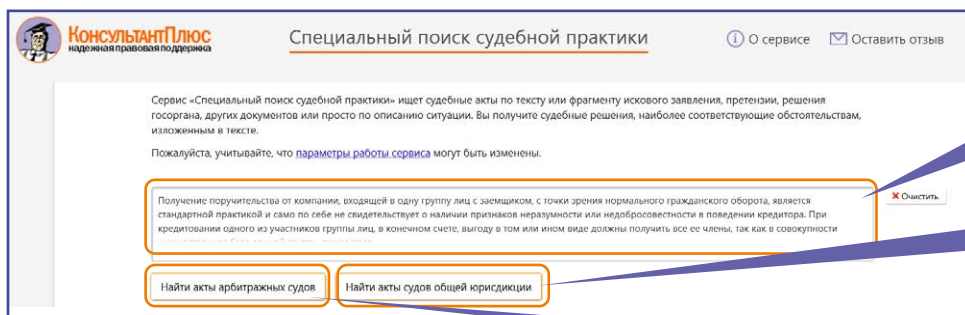 КонсультантПлюс
надежная правовая поддержка
Специальный поиск судебной практики
О сервисе
Оставить отзыв
Сервис «Специальный поиск судебной практики» ищет судебные акты по тексту или фрагменту искового заявления, претензии, решения
госоргана, других документов или просто по описанию ситуации. Вы получите судебные решения, наиболее соответствующие обстоятельствам,
изложенным в тексте.
Пожалуйста, учитывайте, что параметры работы сервиса могут быть изменены.
Получение поручительства от компании, входящей в одну группу лиц с заемщиком, с точки зрения нормального гражданского оборота, является
стандартной практикой и само по себе не свидетельствует о наличии признаков неразумности или недобросовестности в поведении кредитора. При
кредитовании одного из участников группы лиц, в конечном счете, выгоду в том или ином виде должны получить все ее члены, так как в совокупности
Очистить
Найти акты арбитражных судов
Найти акты судов общей юрисдикции